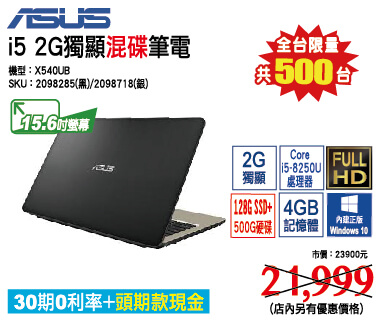 ASUS
i5 2G獨顯混碟筆電
機型：X540UB
SKU：2098285(黑)/2098718(銀)
全台限量
共500台
15.6吋螢幕
ASUS
2G
獨顯
Core
i5-8250U
處理器
FULL
HD
128G SSD+
500G硬碟
4GB
記憶體
內建正版
Windows 10
市價：23900元
21,999
(店內另有優惠價格)
30期0利率+頭期款現金